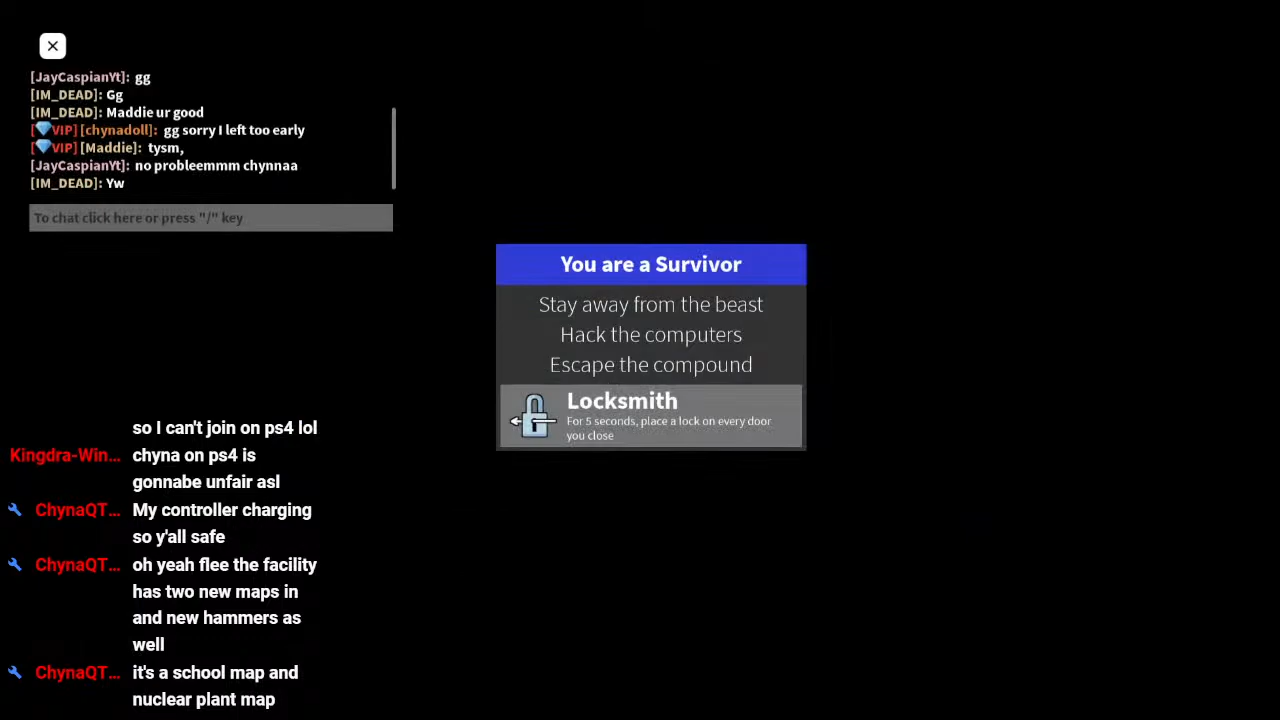 [JayCaspianYt]: gg
[IM_DEAD]: Gg
[IM_DEAD]: Maddie ur good
[💎VIP] [chynadoll]: gg sorry I left too early
[💎VIP] [Maddie]: tysm,
[JayCaspianYt]: no probleemmm chynnaa
[IM_DEAD]: Yw
To chat click here or press "/" key
You are a Survivor
Stay away from the beast
Hack the computers
Escape the compound
Locksmith
For 5 seconds, place a lock on every door
you close
so I can't join on ps4 lol
Kingdra-Win... chyna on ps4 is
gonnabe unfair asl
ChynaQT... My controller charging
so y'all safe
ChynaQT... oh yeah flee the facility
has two new maps in
and new hammers as
well
ChynaQT... it's a school map and
nuclear plant map